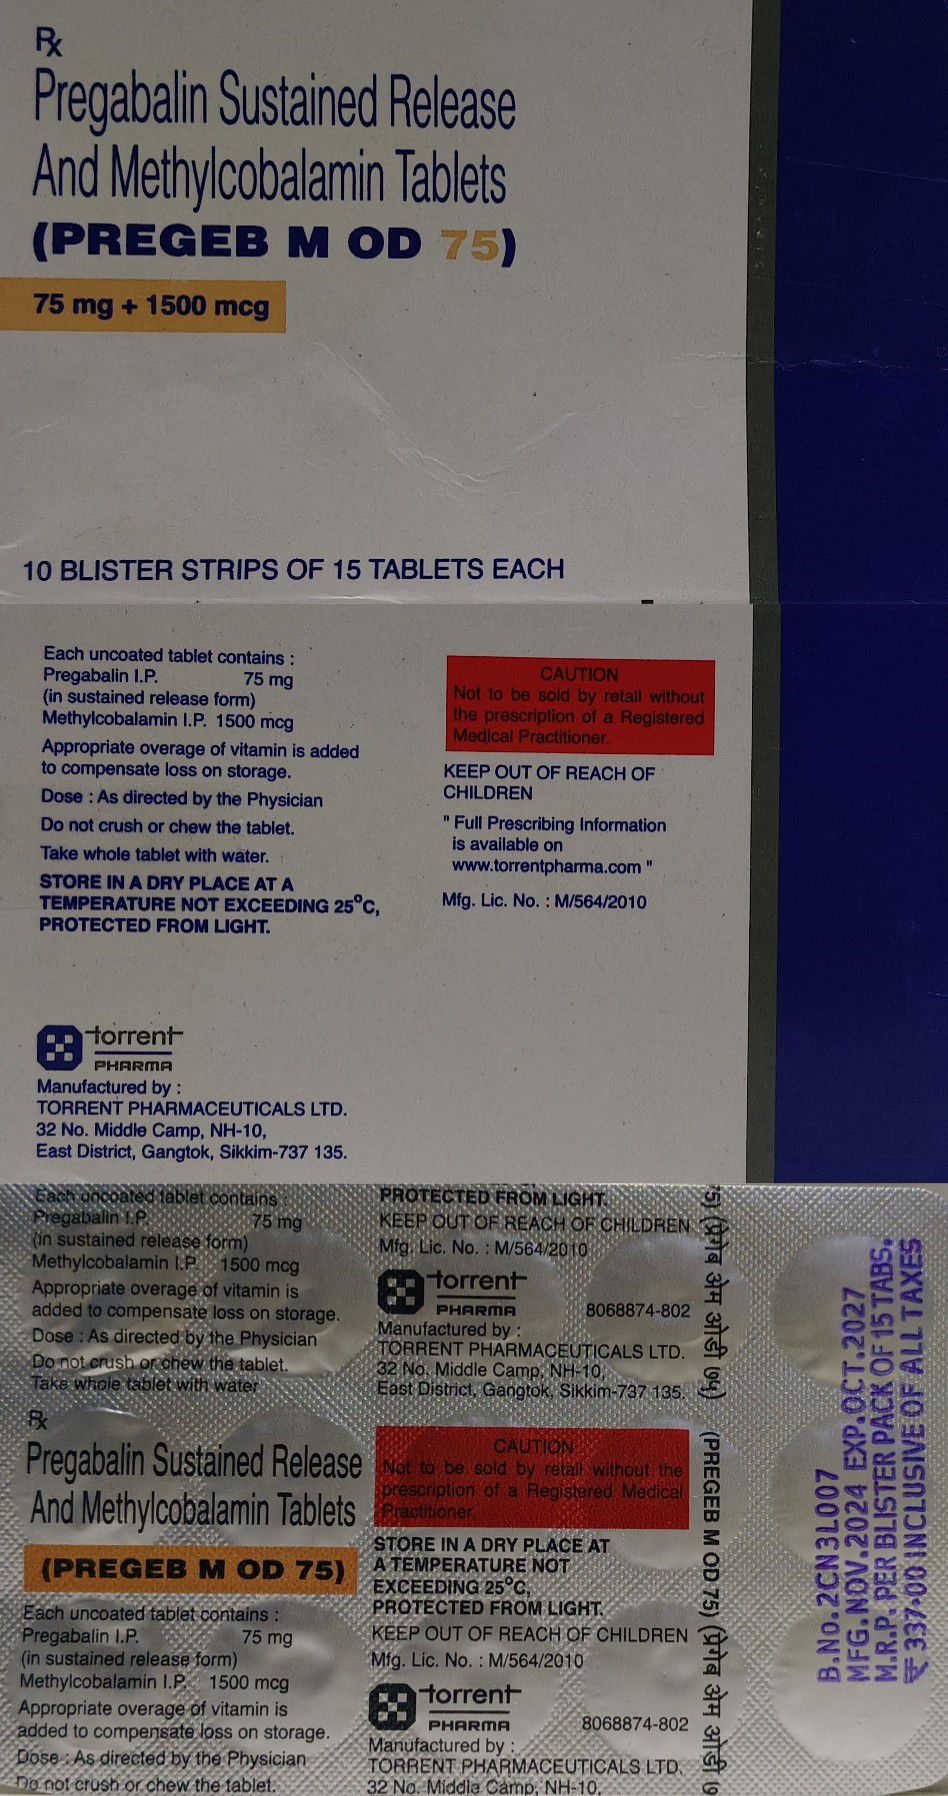 Rx
Pregabalin Sustained Release
And Methylcobalamin Tablets
(PREGEB M OD 75)
75 mg + 1500 mcg
10 BLISTER STRIPS OF 15 TABLETS EACH
Each uncoated tablet contains :
Pregabalin I.P. 75 mg
(in sustained release form)
Methylcobalamin I.P. 1500 mcg
Appropriate overage of vitamin is added
to compensate loss on storage.
Dose : As directed by the Physician
Do not crush or chew the tablet.
Take whole tablet with water.
STORE IN A DRY PLACE AT A
TEMPERATURE NOT EXCEEDING 25°C,
PROTECTED FROM LIGHT.
CAUTION
Not to be sold by retail without
the prescription of a Registered
Medical Practitioner.
KEEP OUT OF REACH OF
CHILDREN
" Full Prescribing Information
is available on
www.torrentpharma.com "
Mfg. Lic. No. : M/564/2010
torrent
PHARMA
Manufactured by :
TORRENT PHARMACEUTICALS LTD.
32 No. Middle Camp, NH-10,
East District, Gangtok, Sikkim-737 135.
Each uncoated tablet contains :
Pregabalin I.P. 75 mg
(in sustained release form)
Methylcobalamin I.P. 1500 mcg
Appropriate overage of vitamin is
added to compensate loss on storage.
Dose : As directed by the Physician
Do not crush or chew the tablet.
Take whole tablet with water
PROTECTED FROM LIGHT.
KEEP OUT OF REACH OF CHILDREN
Mfg. Lic. No. : M/564/2010
torrent
PHARMA
8068874-802
Manufactured by :
TORRENT PHARMACEUTICALS LTD.
32 No. Middle Camp, NH-10,
East District, Gangtok, Sikkim-737 135.
Rx
Pregabalin Sustained Release
And Methylcobalamin Tablets
(PREGEB M OD 75)
Each uncoated tablet contains :
Pregabalin I.P. 75 mg
(in sustained release form)
Methylcobalamin I.P. 1500 mcg
Appropriate overage of vitamin is
added to compensate loss on storage.
Dose : As directed by the Physician
Do not crush or chew the tablet.
CAUTION
Not to be sold by retail without the
prescription of a Registered Medical
Practitioner.
STORE IN A DRY PLACE AT
A TEMPERATURE NOT
EXCEEDING 25°C,
PROTECTED FROM LIGHT.
KEEP OUT OF REACH OF CHILDREN
Mfg. Lic. No. : M/564/2010
torrent
PHARMA
8068874-802
Manufactured by :
TORRENT PHARMACEUTICALS LTD.
32 No. Middle Camp, NH-10,
75) (प्रेगेब एम ओडी ७५)
(PREGEB M OD 75) (प्रेगेब एम ओडी
B.No. 2CN3L007
MFG.NOV.2024 EXP.OCT.2027
M.R.P. PER BLISTER PACK OF 15 TABS.
₹ 337.00 INCLUSIVE OF ALL TAXES